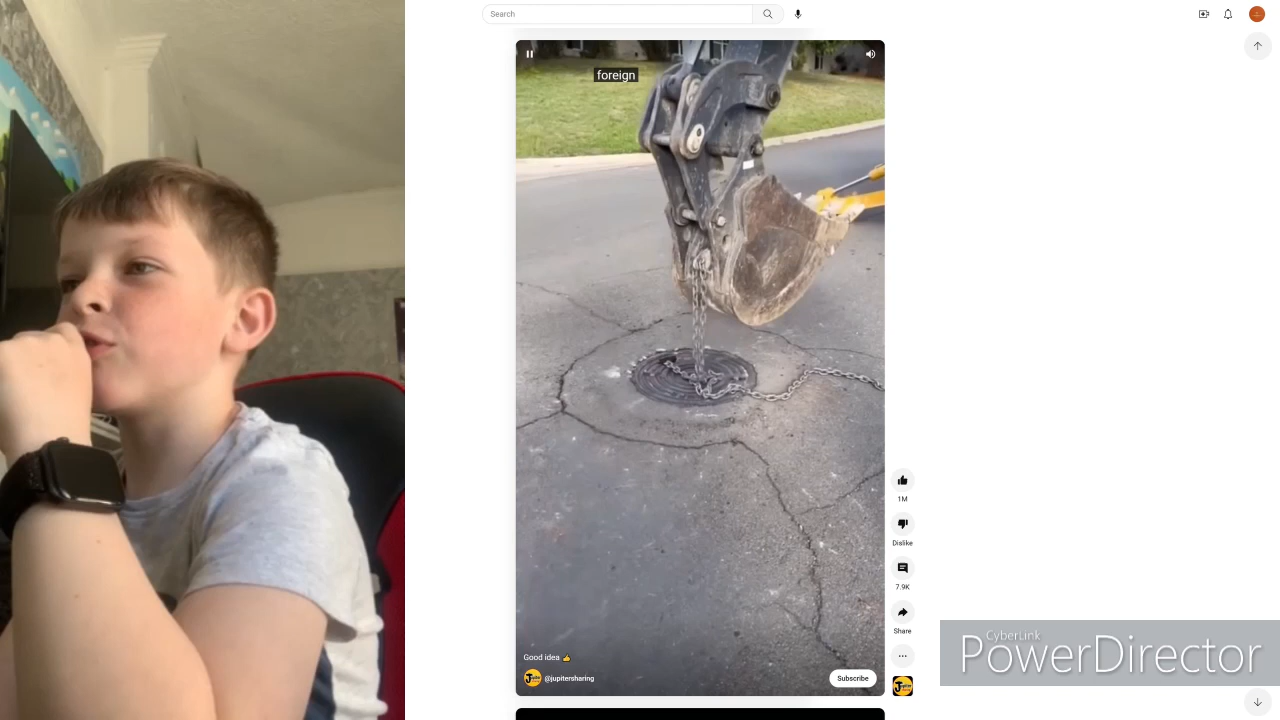 Search
foreign
1M
Dislike
7.9K
Share
Good idea 👍
@jupitersharing
Subscribe
CyberLink
PowerDirector